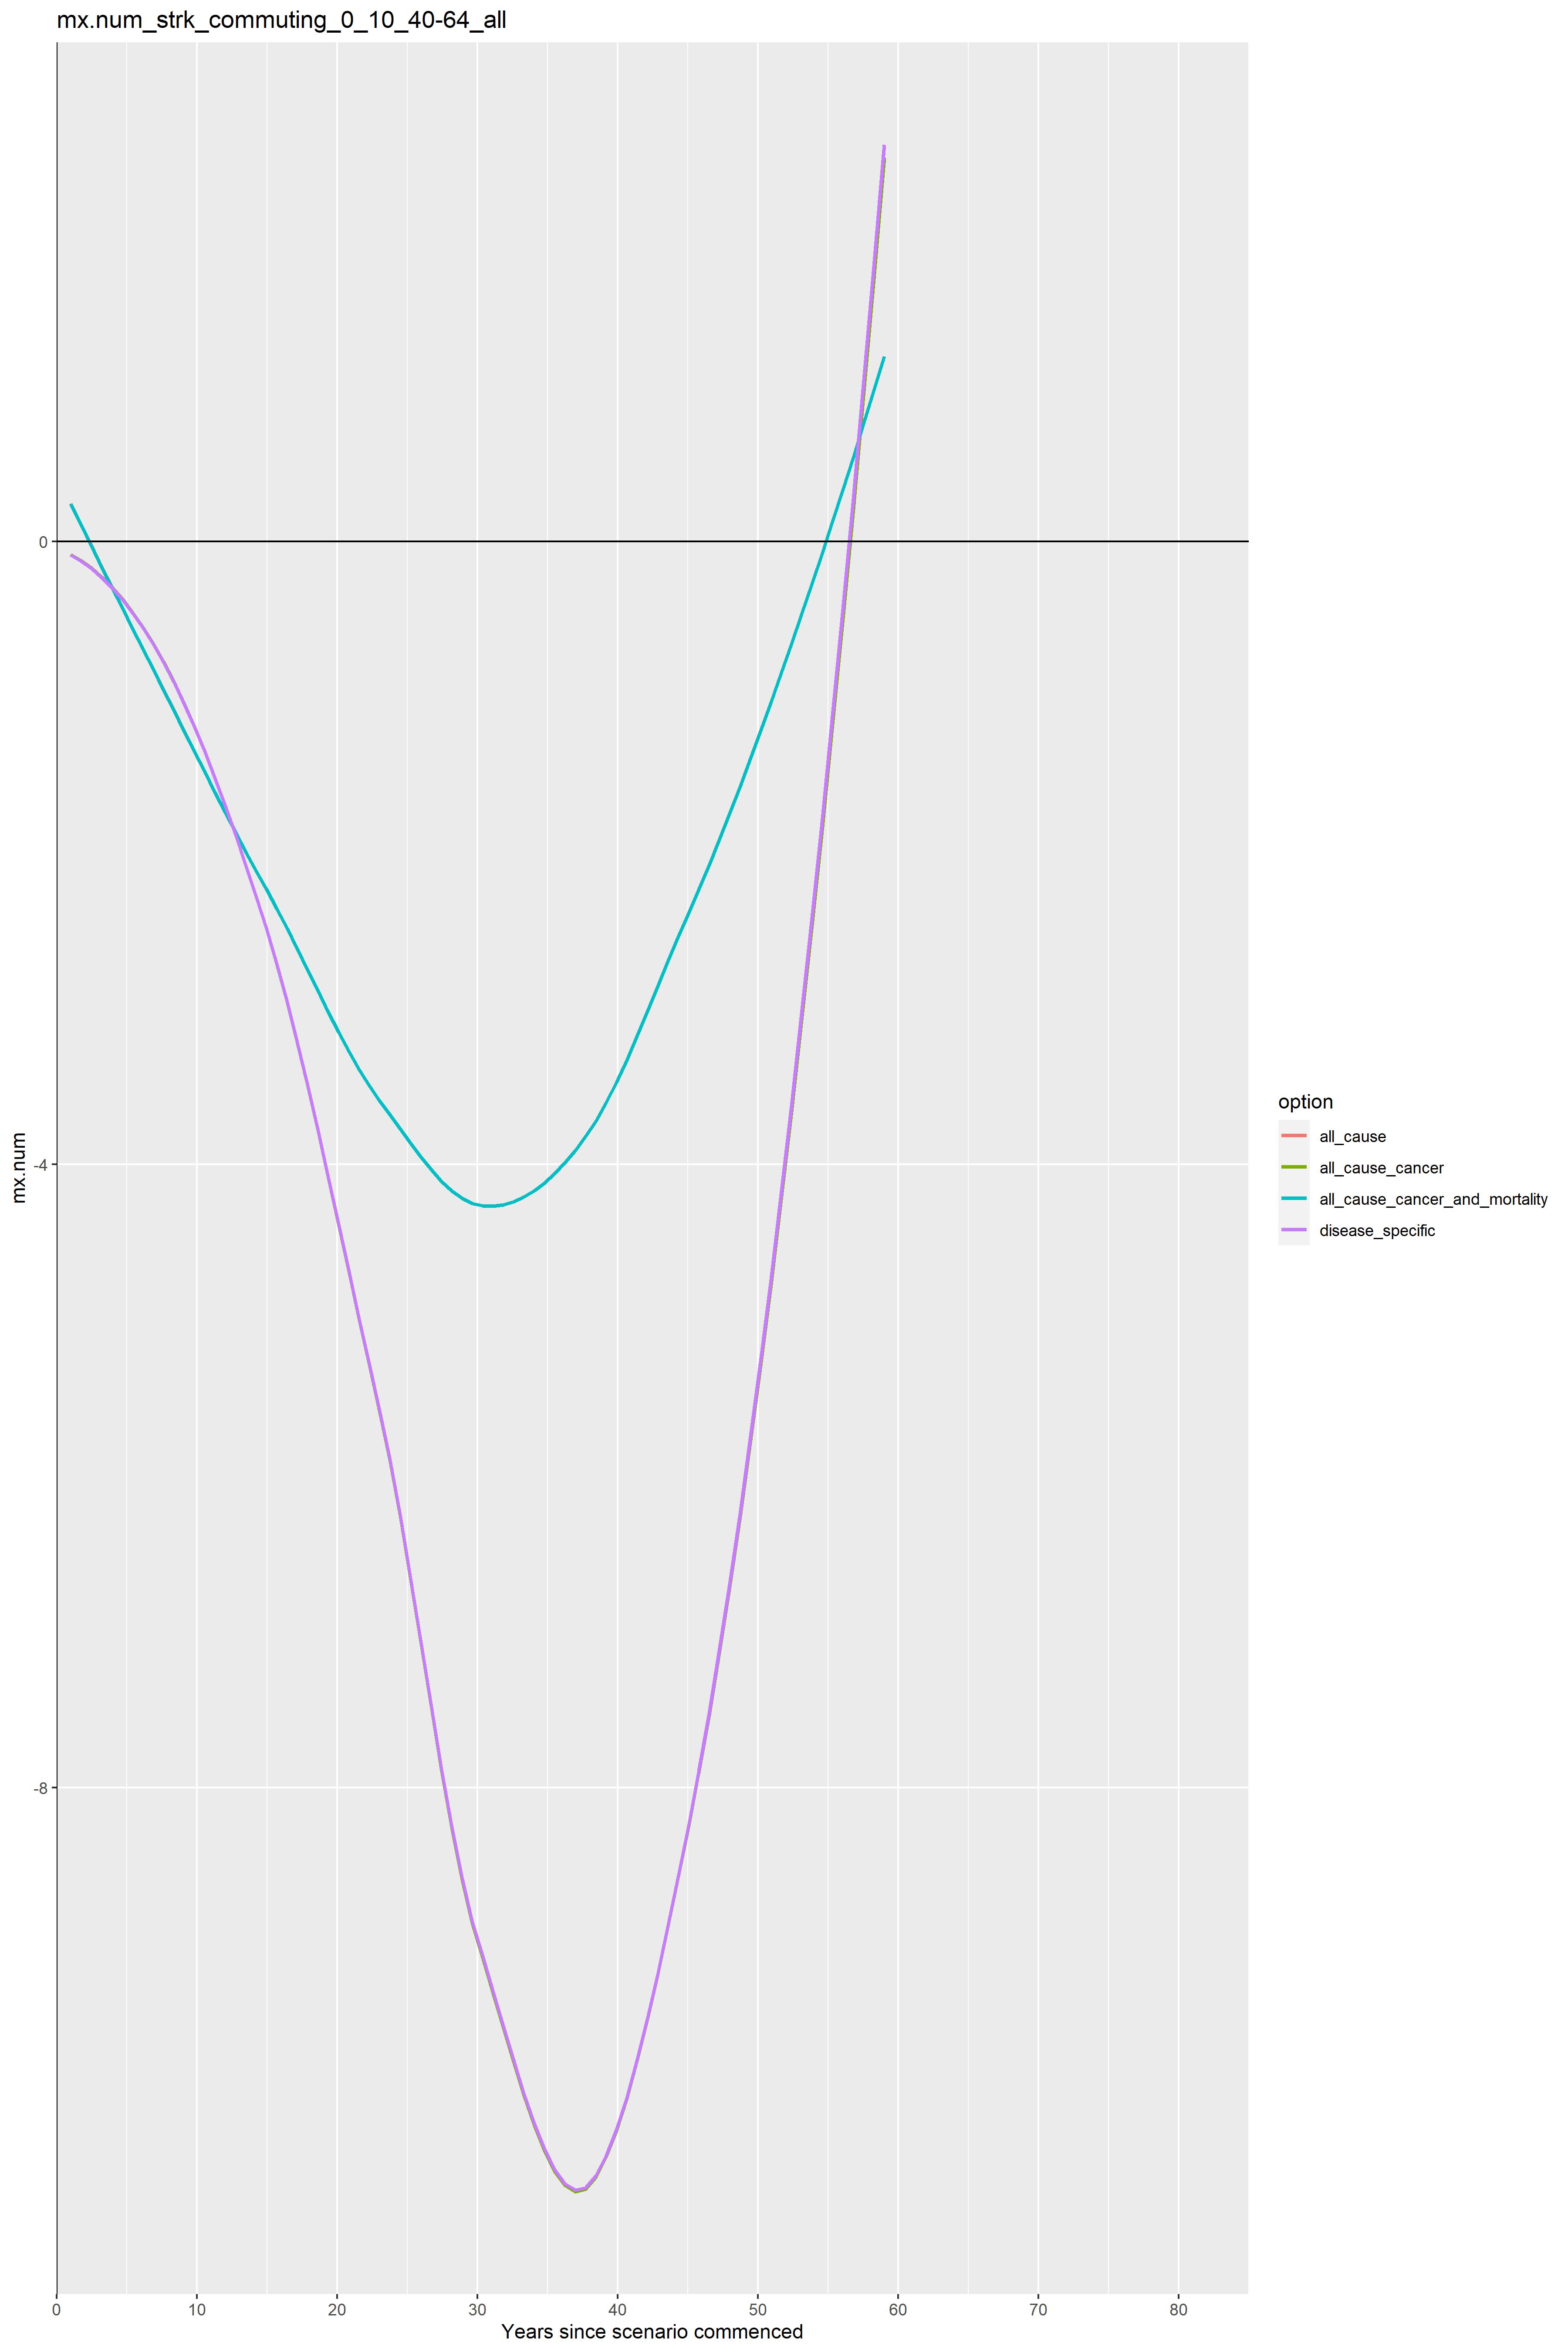 mx.num_strk_commuting_0_10_40-64_all
mx.num
0
-4
-8
0 10 20 30 40 50 60 70 80
Years since scenario commenced
option
all_cause
all_cause_cancer
all_cause_cancer_and_mortality
disease_specific